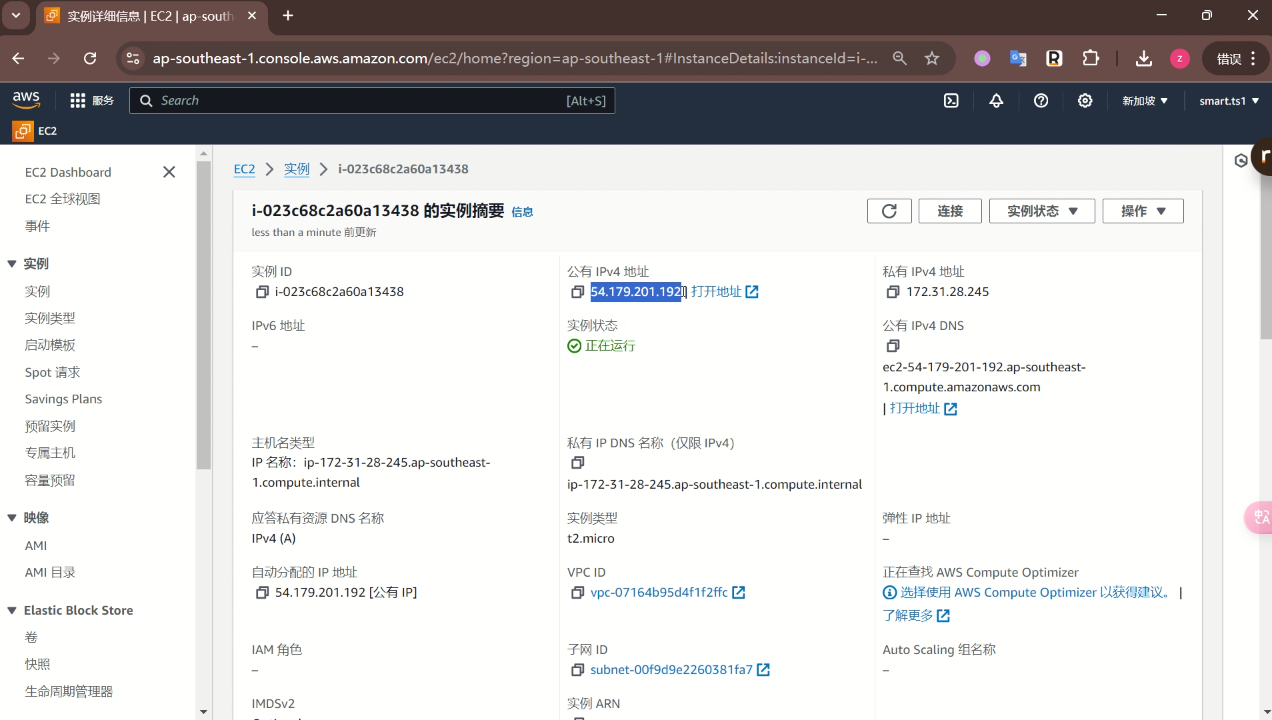 实例详细信息 | EC2 | ap-south
ap-southeast-1.console.aws.amazon.com/ec2/home?region=ap-southeast-1#InstanceDetails:instanceId=i-...
z
错误
aws
服务
Search
[Alt+S]
新加坡
smart.ts1
EC2
EC2 Dashboard
EC2 全球视图
事件
实例
实例
实例类型
启动模板
Spot 请求
Savings Plans
预留实例
专属主机
容量预留
映像
AMI
AMI 目录
Elastic Block Store
卷
快照
生命周期管理器
EC2
实例
i-023c68c2a60a13438
i-023c68c2a60a13438 的实例摘要 信息
less than a minute 前更新
连接
实例状态
操作
实例 ID
i-023c68c2a60a13438
公有 IPv4 地址
54.179.201.192 | 打开地址
私有 IPv4 地址
172.31.28.245
IPv6 地址
–
实例状态
正在运行
公有 IPv4 DNS
ec2-54-179-201-192.ap-southeast-
1.compute.amazonaws.com
| 打开地址
主机名类型
IP 名称：ip-172-31-28-245.ap-southeast-
1.compute.internal
私有 IP DNS 名称（仅限 IPv4）
ip-172-31-28-245.ap-southeast-1.compute.internal
应答私有资源 DNS 名称
IPv4 (A)
实例类型
t2.micro
弹性 IP 地址
–
自动分配的 IP 地址
54.179.201.192 [公有 IP]
VPC ID
vpc-07164b95d4f1f2ffc
正在查找 AWS Compute Optimizer
选择使用 AWS Compute Optimizer 以获得建议。 |
了解更多
IAM 角色
–
子网 ID
subnet-00f9d9e2260381fa7
Auto Scaling 组名称
–
IMDSv2
实例 ARN